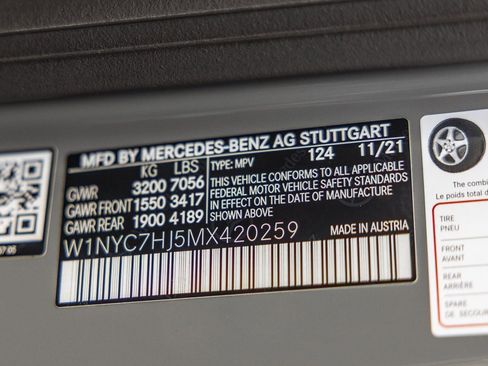 MFD BY MERCEDES-BENZ AG STUTTGART
KG LBS TYPE: MPV 124 11/21
GVWR 3200 7056
GAWR FRONT 1550 3417
GAWR REAR 1900 4189
THIS VEHICLE CONFORMS TO ALL APPLICABLE
FEDERAL MOTOR VEHICLE SAFETY STANDARDS
IN EFFECT ON THE DATE OF MANUFACTURE
SHOWN ABOVE
W1NYC7HJ5MX420259 MADE IN AUSTRIA
The combi
Le poids total d
TIRE
PNEU
FRONT
AVANT
REAR
ARRIÈRE
SPARE
DE SECOUR